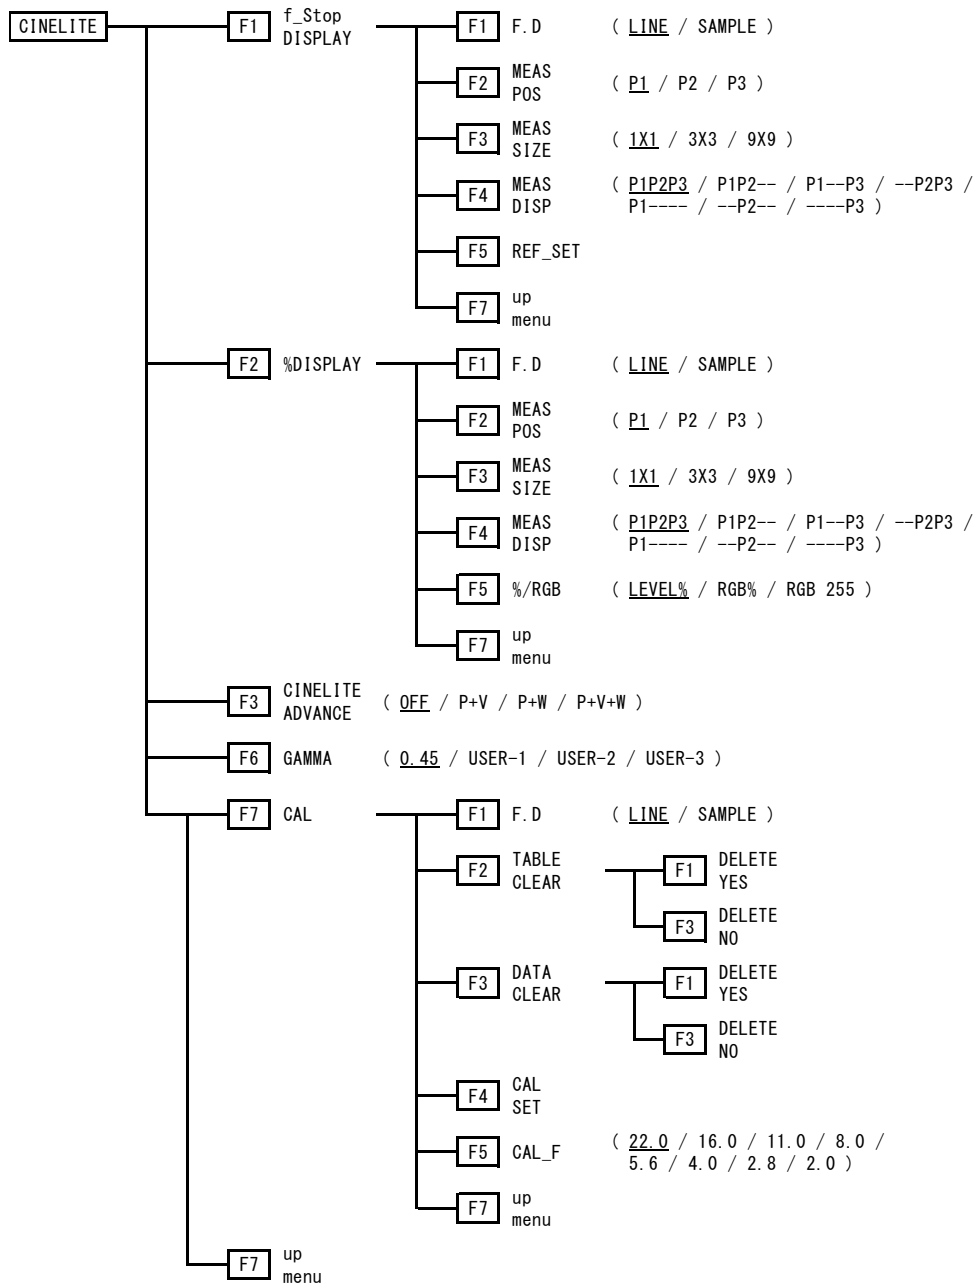 CINELITE
F1 f_Stop DISPLAY
F1 F.D ( LINE / SAMPLE )
F2 MEAS POS ( P1 / P2 / P3 )
F3 MEAS SIZE ( 1X1 / 3X3 / 9X9 )
F4 MEAS DISP ( P1P2P3 / P1P2-- / P1--P3 / --P2P3 /
P1---- / --P2-- / ----P3 )
F5 REF_SET
F7 up menu
F2 %DISPLAY
F1 F.D ( LINE / SAMPLE )
F2 MEAS POS ( P1 / P2 / P3 )
F3 MEAS SIZE ( 1X1 / 3X3 / 9X9 )
F4 MEAS DISP ( P1P2P3 / P1P2-- / P1--P3 / --P2P3 /
P1---- / --P2-- / ----P3 )
F5 %/RGB ( LEVEL% / RGB% / RGB 255 )
F7 up menu
F3 CINELITE ADVANCE ( OFF / P+V / P+W / P+V+W )
F6 GAMMA ( 0.45 / USER-1 / USER-2 / USER-3 )
F7 CAL
F1 F.D ( LINE / SAMPLE )
F2 TABLE CLEAR
F1 DELETE YES
F3 DELETE NO
F3 DATA CLEAR
F1 DELETE YES
F3 DELETE NO
F4 CAL SET
F5 CAL_F ( 22.0 / 16.0 / 11.0 / 8.0 /
5.6 / 4.0 / 2.8 / 2.0 )
F7 up menu
F7 up menu